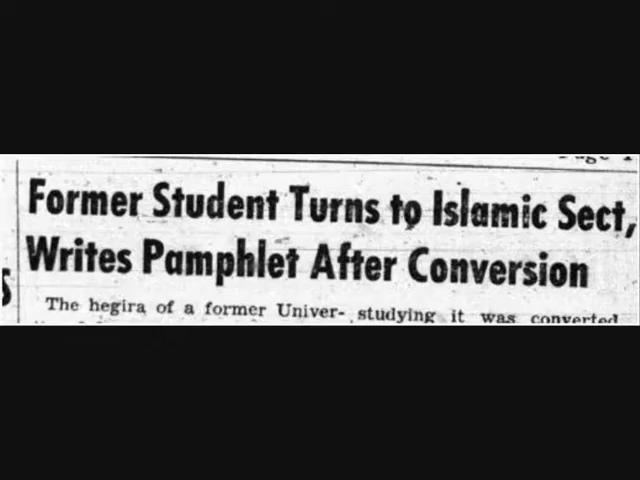 Page
Former Student Turns to Islamic Sect,
Writes Pamphlet After Conversion
The hegira of a former Univer- studying it was converted